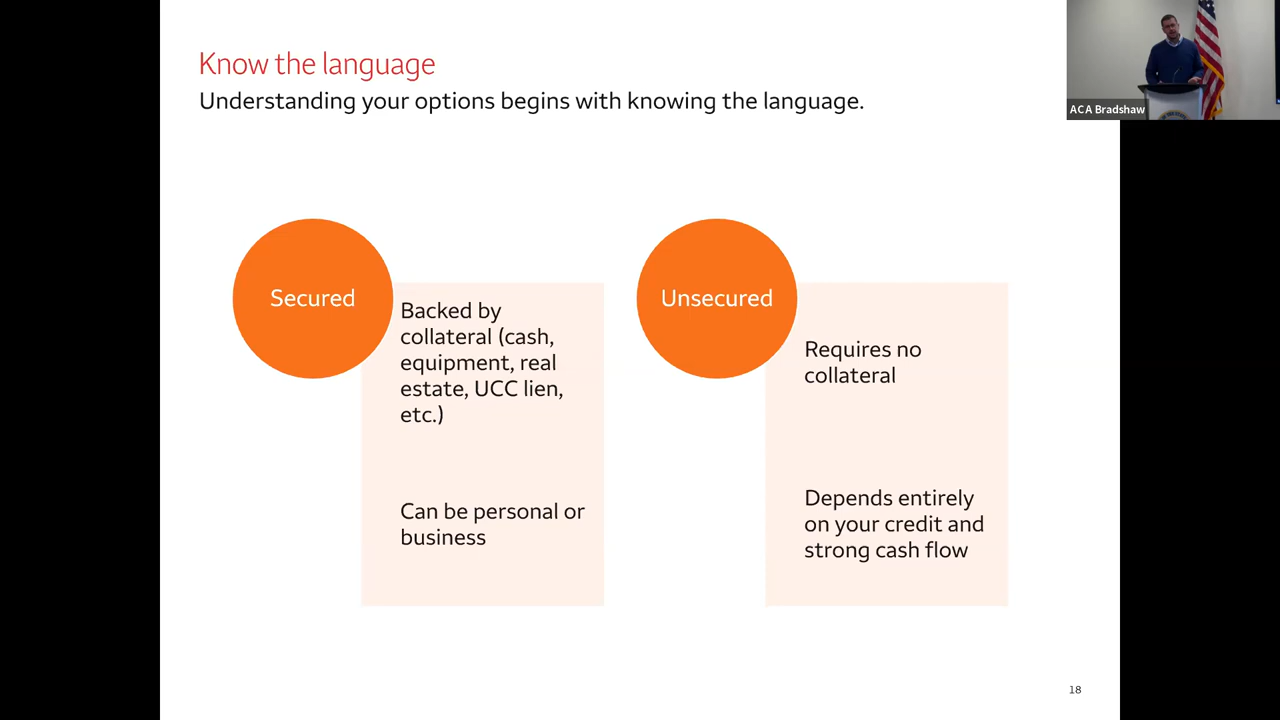 Know the language
Understanding your options begins with knowing the language.
ACA Bradshaw
Secured
Backed by
collateral (cash,
equipment, real
estate, UCC lien,
etc.)
Can be personal or
business
Unsecured
Requires no
collateral
Depends entirely
on your credit and
strong cash flow
18